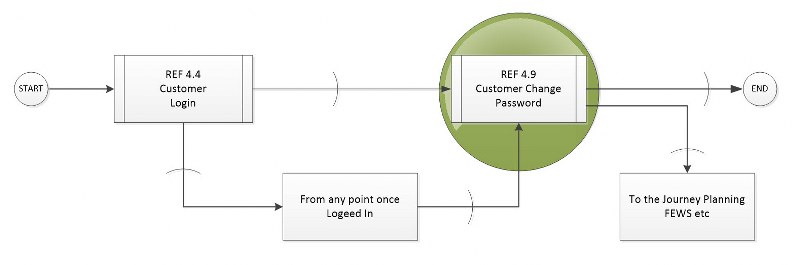 START
REF 4.4
Customer
Login
REF 4.9
Customer Change
Password
END
From any point once
Logeed In
To the Journey Planning
FEWS etc